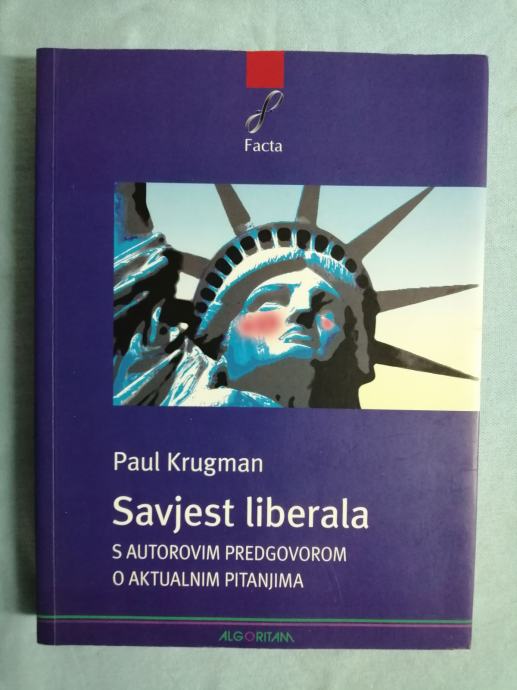 Facta
Paul Krugman
Savjest liberala
S AUTOROVIM PREDGOVOROM
O AKTUALNIM PITANJIMA
ALGORITAM